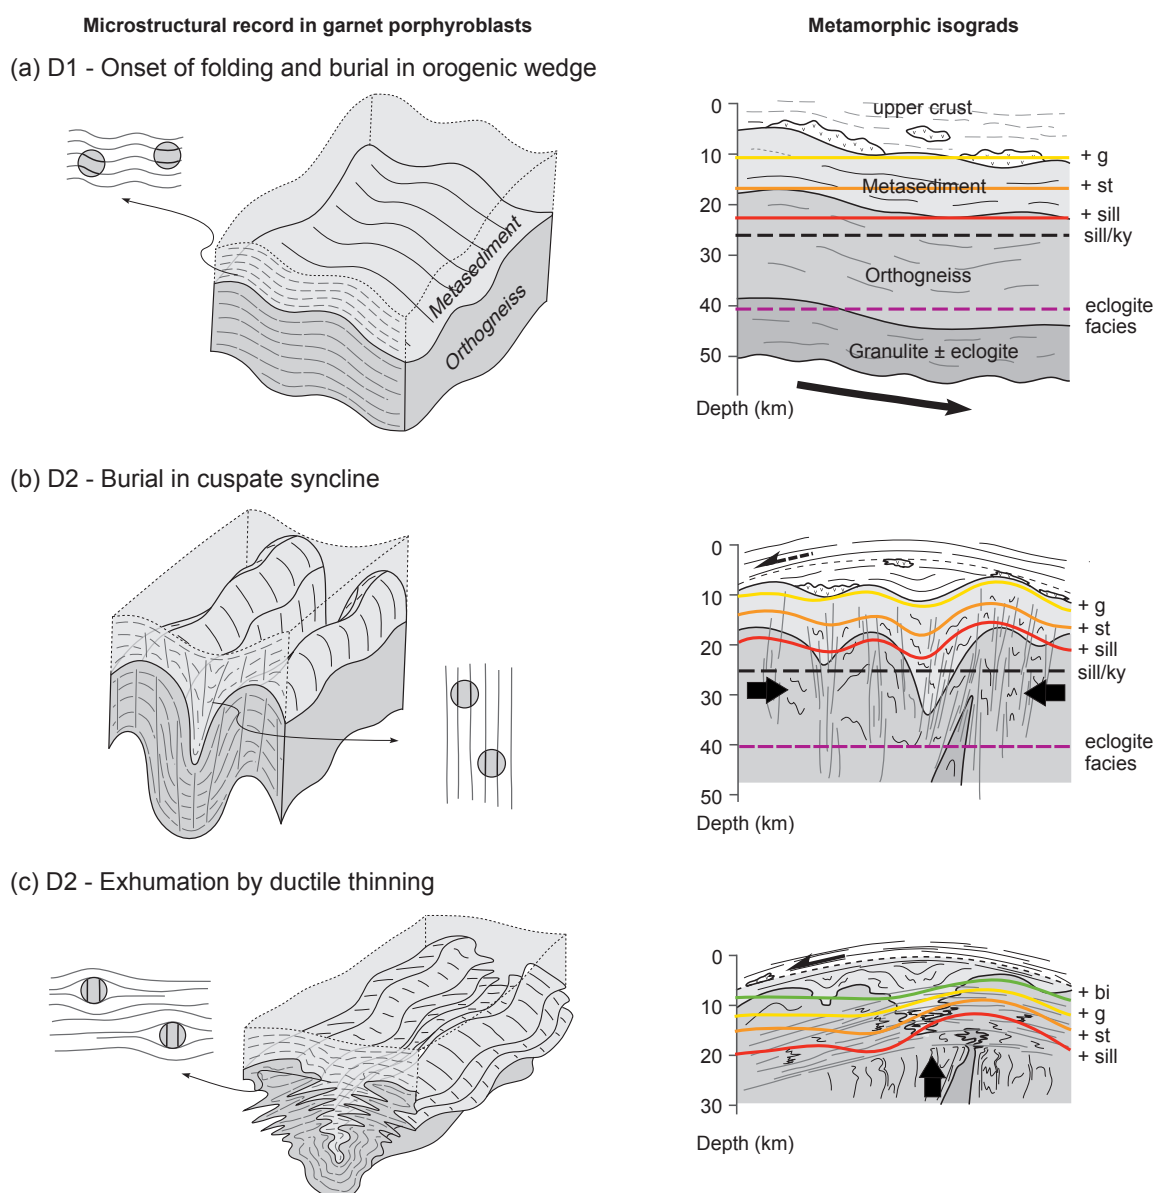 Microstructural record in garnet porphyroblasts
Metamorphic isograds
(a) D1 - Onset of folding and burial in orogenic wedge
Metasediment
Orthogneiss
0
10
20
30
40
50
Depth (km)
upper crust
Metasediment
Orthogneiss
Granulite ± eclogite
+ g
+ st
+ sill
sill/ky
eclogite
facies
(b) D2 - Burial in cuspate syncline
0
10
20
30
40
50
Depth (km)
+ g
+ st
+ sill
sill/ky
eclogite
facies
(c) D2 - Exhumation by ductile thinning
0
10
20
30
Depth (km)
+ bi
+ g
+ st
+ sill